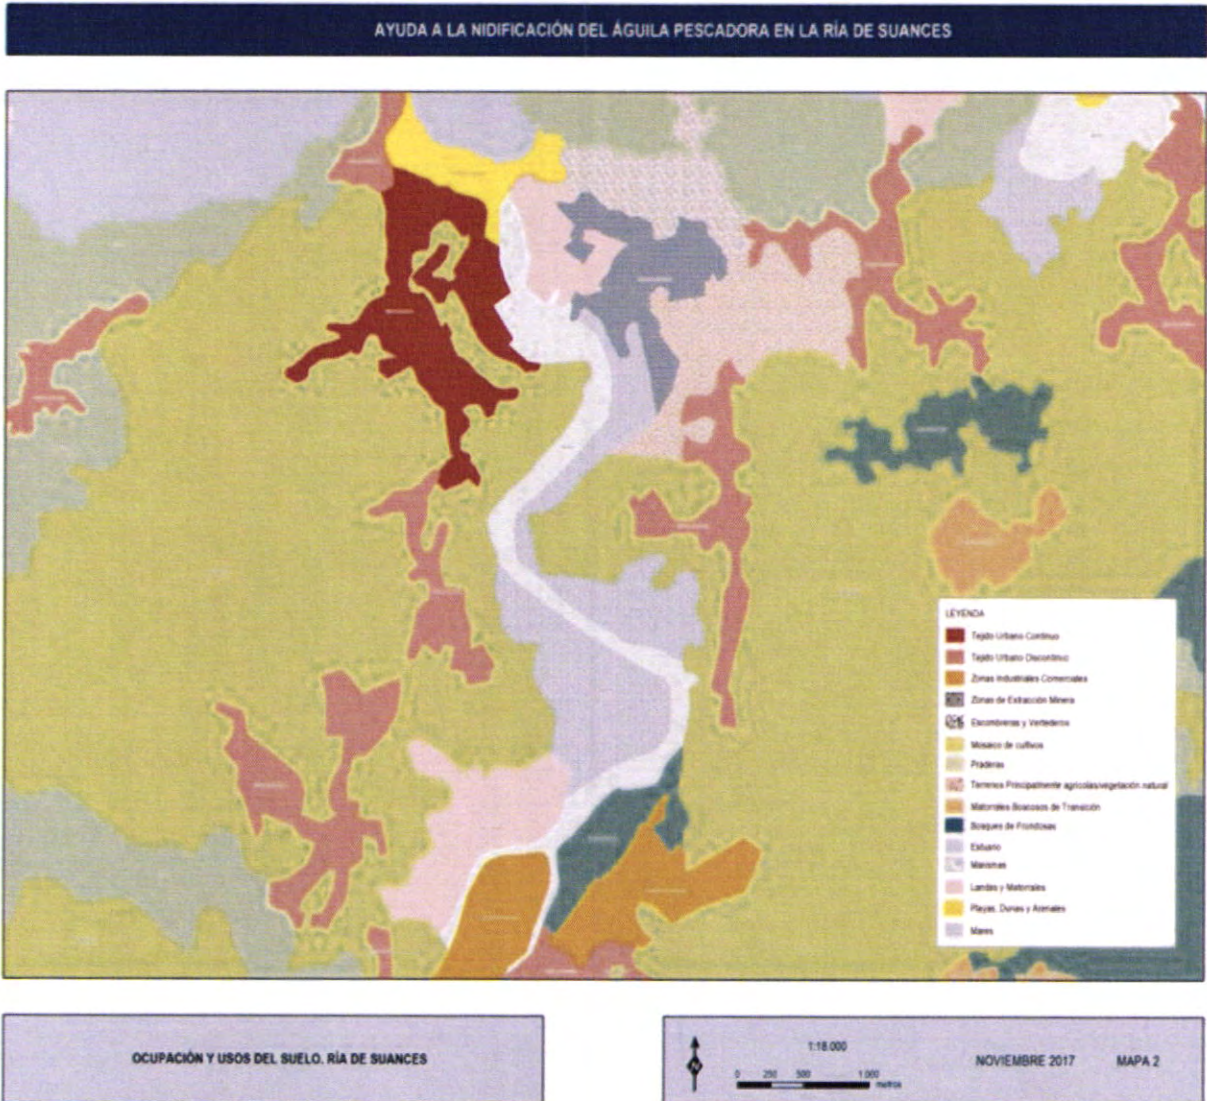 AYUDA A LA NIDIFICACIÓN DEL ÁGUILA PESCADORA EN LA RÍA DE SUANCES
LEYENDA
Tejido Urbano Continuo
Tejido Urbano Discontinuo
Zonas Industriales Comerciales
Zonas de Extracción Minera
Escombreras y Vertederos
Mosaico de cultivos
Praderas
Terrenos Principalmente agrícolas/vegetación natural
Matorrales Boscosos de Transición
Bosques de Frondosas
Estuario
Marismas
Landas y Matorrales
Playas, Dunas y Arenales
Mares
OCUPACIÓN Y USOS DEL SUELO. RÍA DE SUANCES
N
1:18.000
0 250 500 1.000
metros
NOVIEMBRE 2017
MAPA 2